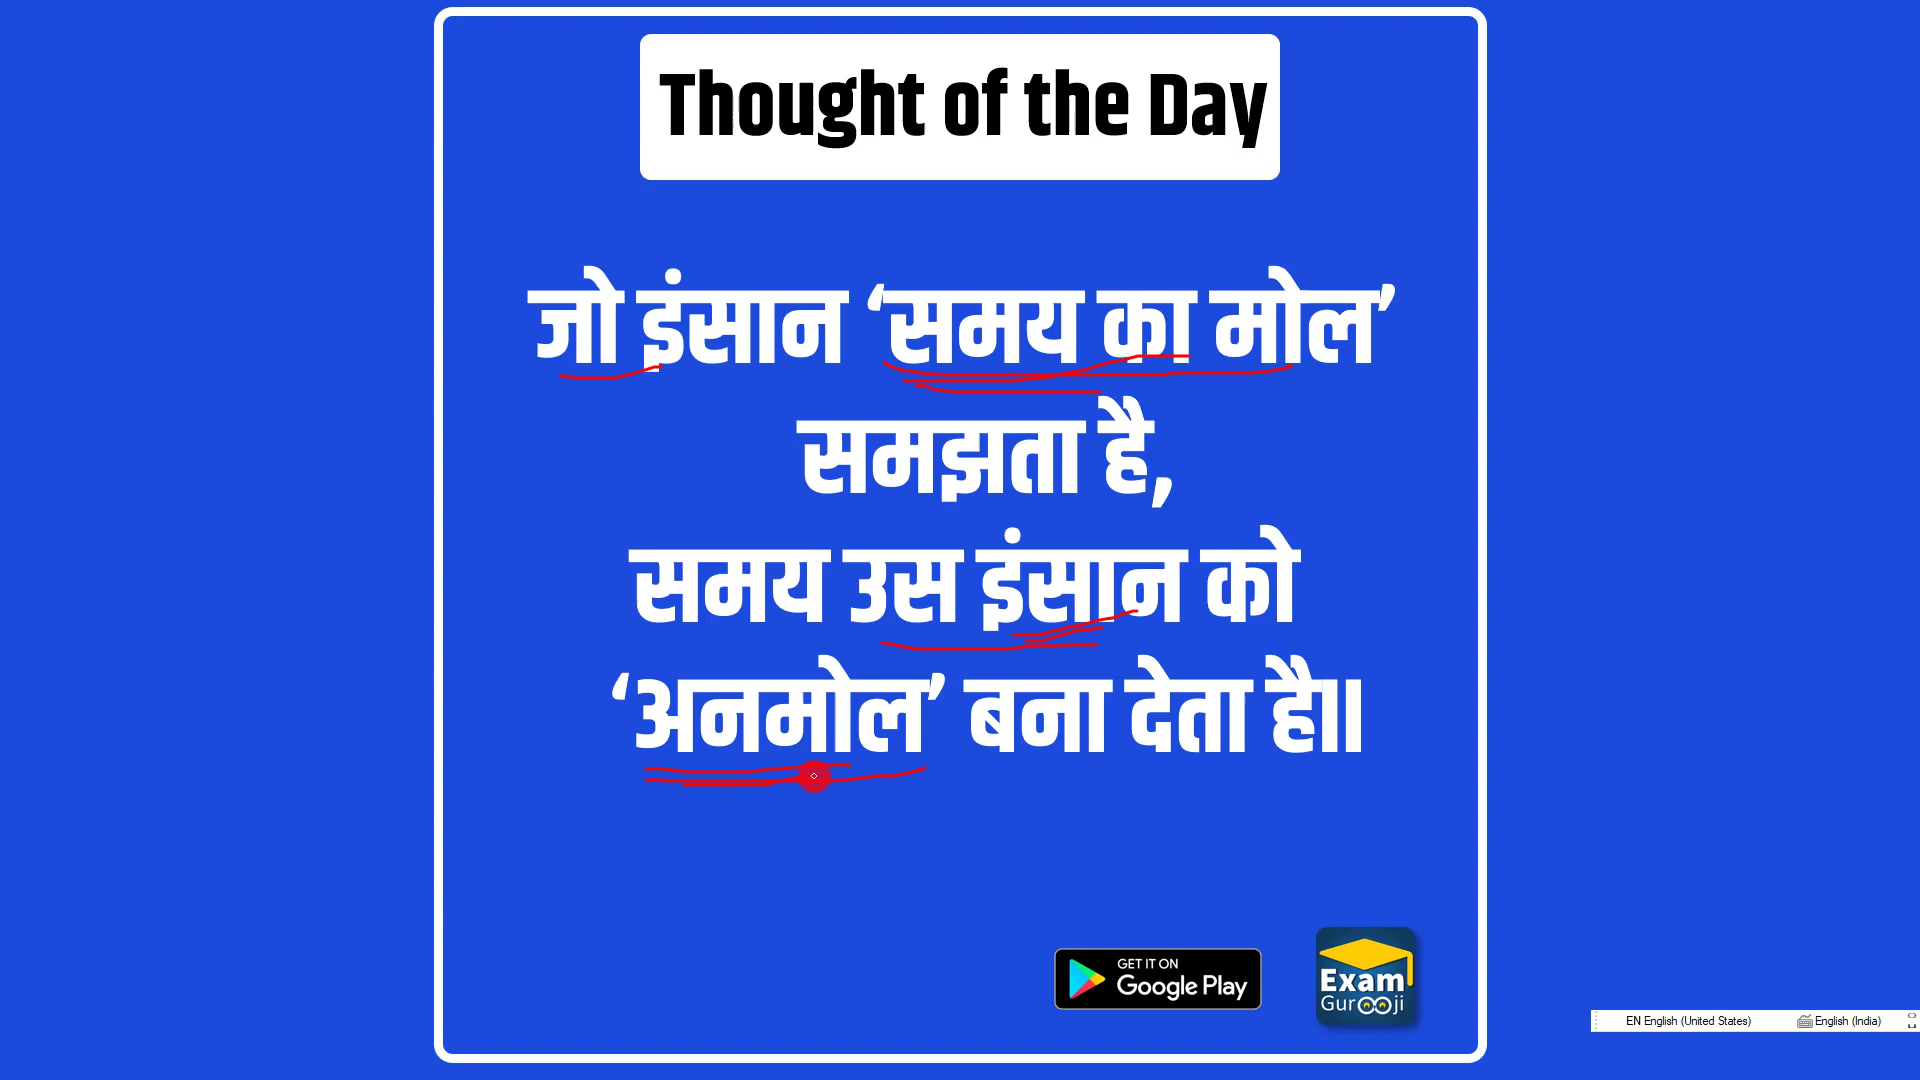 Thought of the Day
जो इंसान ‘समय का मोल’
समझता है,
समय उस इंसान को
‘अनमोल’ बना देता है॥
GET IT ON
Google Play
Exam
Gurooji
EN English (United States) English (India)